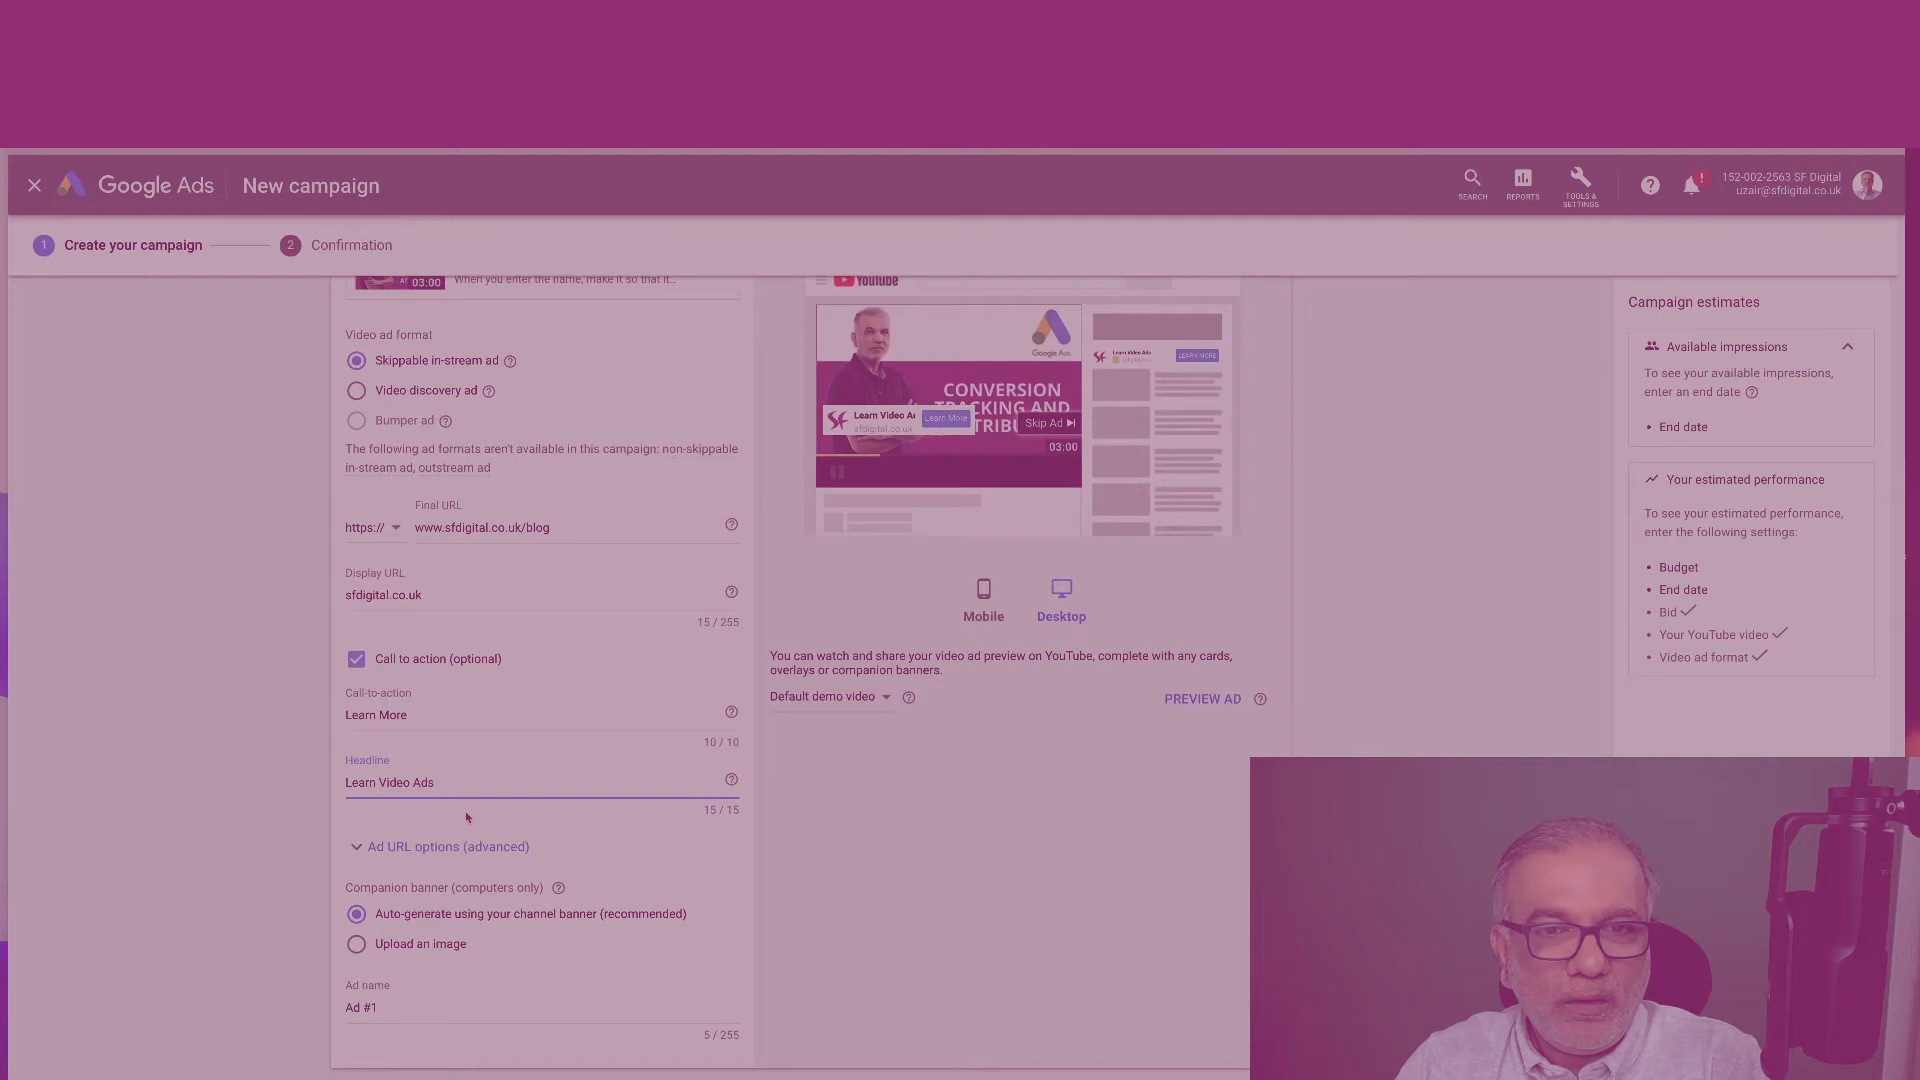 Google Ads
New campaign
SEARCH
REPORTS
TOOLS &
SETTINGS
!
152-002-2563 SF Digital
uzair@sfdigital.co.uk
1
Create your campaign
2
Confirmation
03:00
When you enter the name, make it so that it...
Video ad format
Skippable in-stream ad
Video discovery ad
Bumper ad
The following ad formats aren't available in this campaign: non-skippable
in-stream ad, outstream ad
Final URL
https://
www.sfdigital.co.uk/blog
Display URL
sfdigital.co.uk
15 / 255
Call to action (optional)
Call-to-action
Learn More
10 / 10
Headline
Learn Video Ads
15 / 15
Ad URL options (advanced)
Companion banner (computers only)
Auto-generate using your channel banner (recommended)
Upload an image
Ad name
Ad #1
5 / 255
YouTube
Google Ads
CONVERSION
TRACKING AND
Learn Video A
Learn More
sfdigital.co.uk
Skip Ad
03:00
Learn Video Ads
LEARN MORE
Mobile
Desktop
You can watch and share your video ad preview on YouTube, complete with any cards,
overlays or companion banners.
Default demo video
PREVIEW AD
Campaign estimates
Available impressions
To see your available impressions,
enter an end date
• End date
Your estimated performance
To see your estimated performance,
enter the following settings:
• Budget
• End date
• Bid
• Your YouTube video
• Video ad format